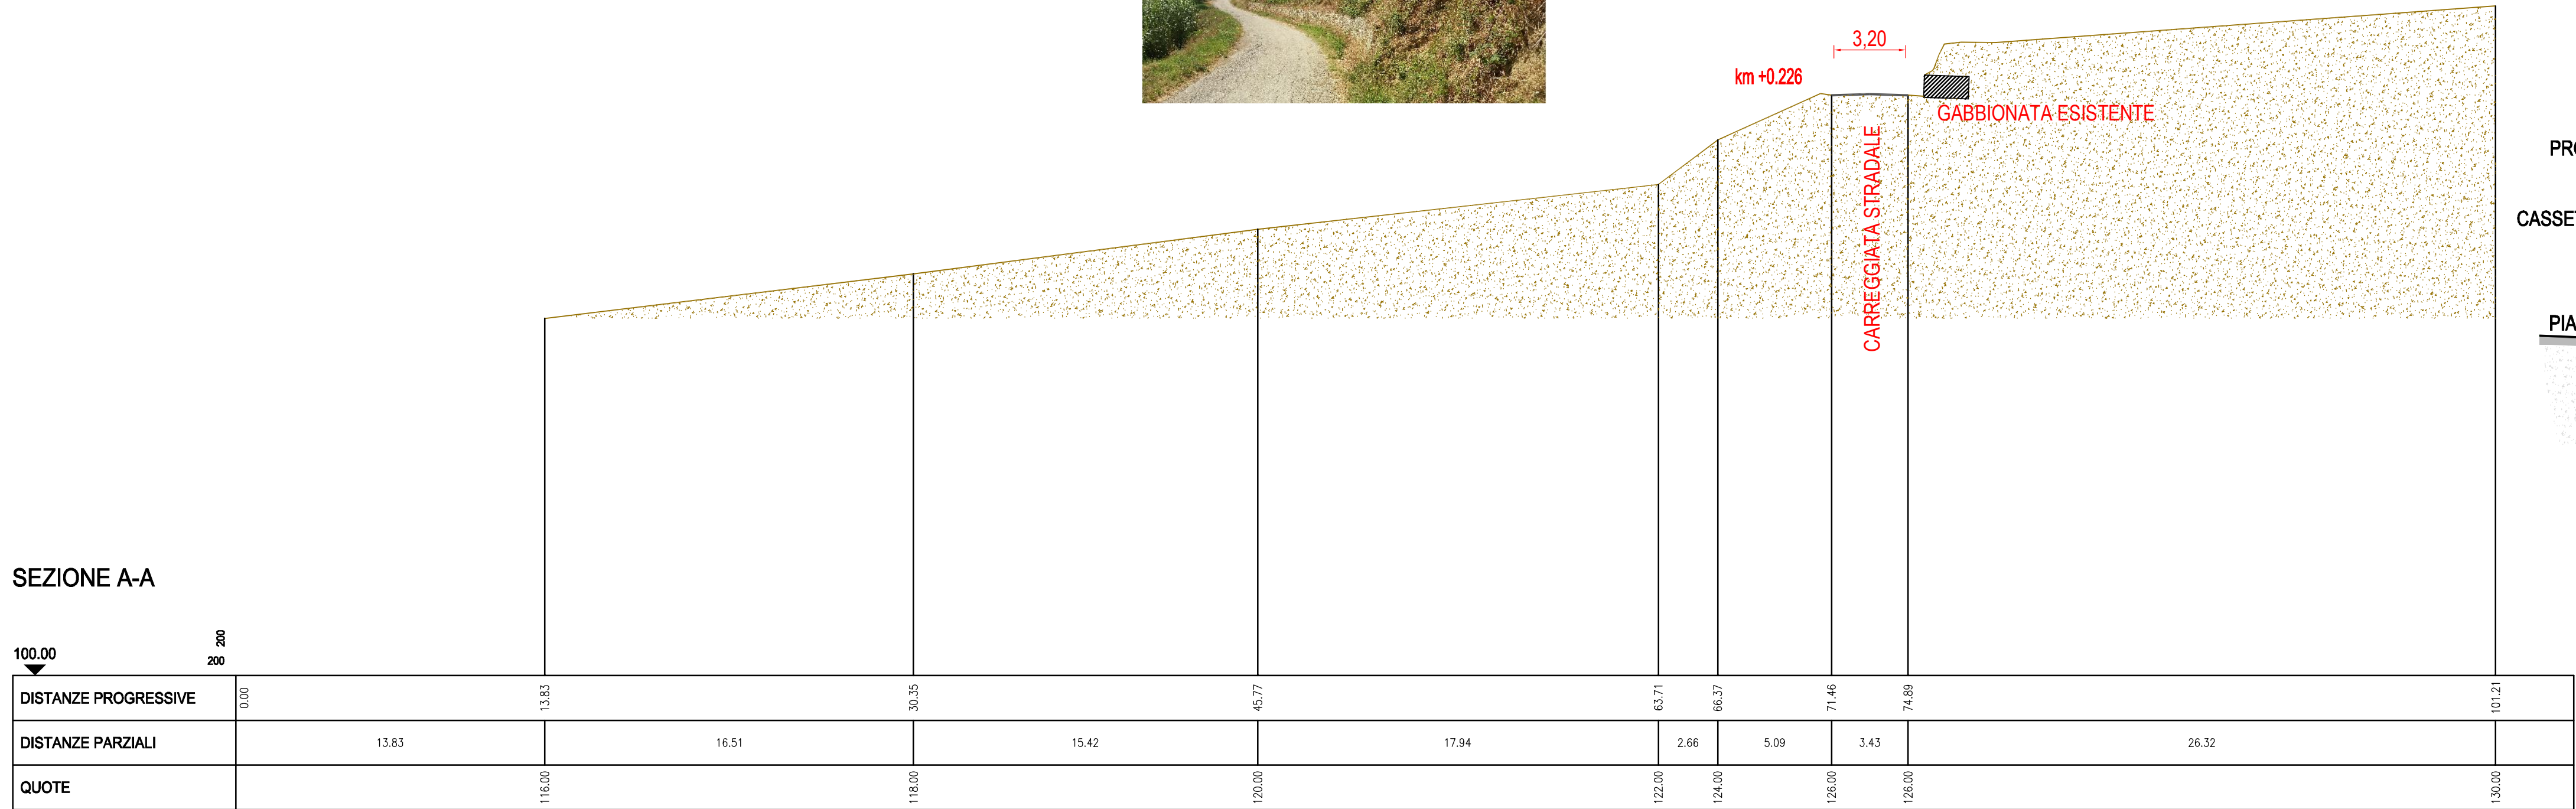 3,20
km +0.226
GABBIONATA ESISTENTE
CARREGGIATA STRADALE
PRO
CASSET
PIA
SEZIONE A-A
200
100.00
200
DISTANZE PROGRESSIVE 0.00 13.83 30.35 45.77 63.71 66.37 71.46 74.89 101.21
DISTANZE PARZIALI 13.83 16.51 15.42 17.94 2.66 5.09 3.43 26.32
QUOTE 116.00 118.00 120.00 122.00 124.00 126.00 126.00 130.00